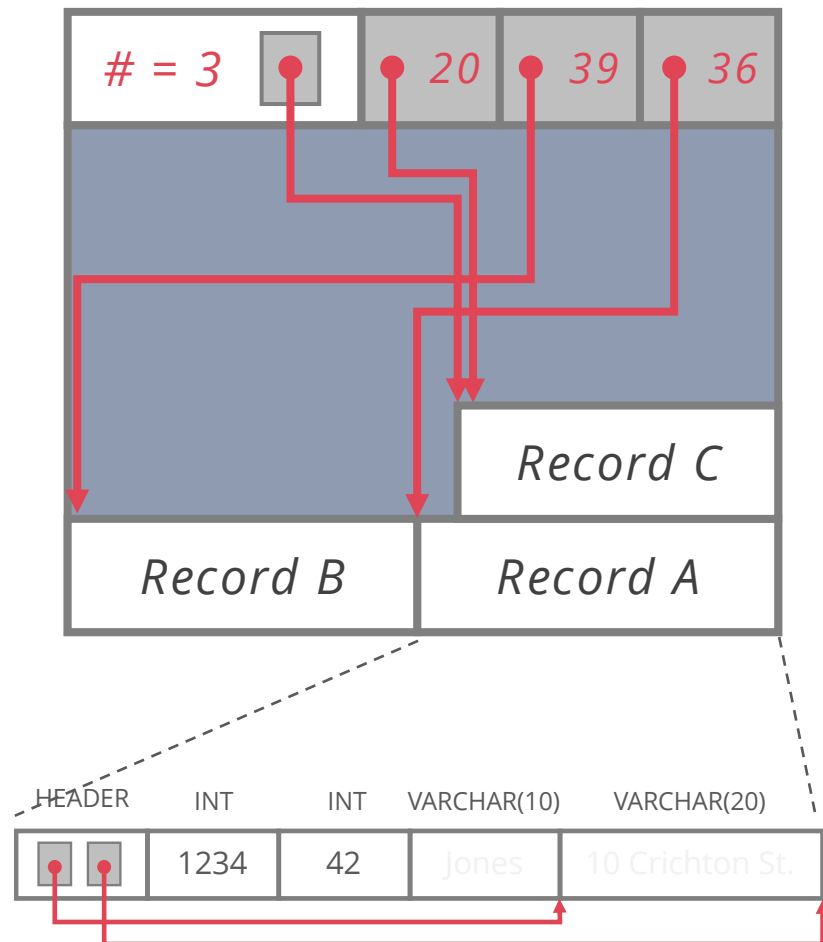 # = 3 20 39 36
Record C
Record B Record A
HEADER INT INT VARCHAR(10) VARCHAR(20)
1234 42 Jones 10 Crichton St.